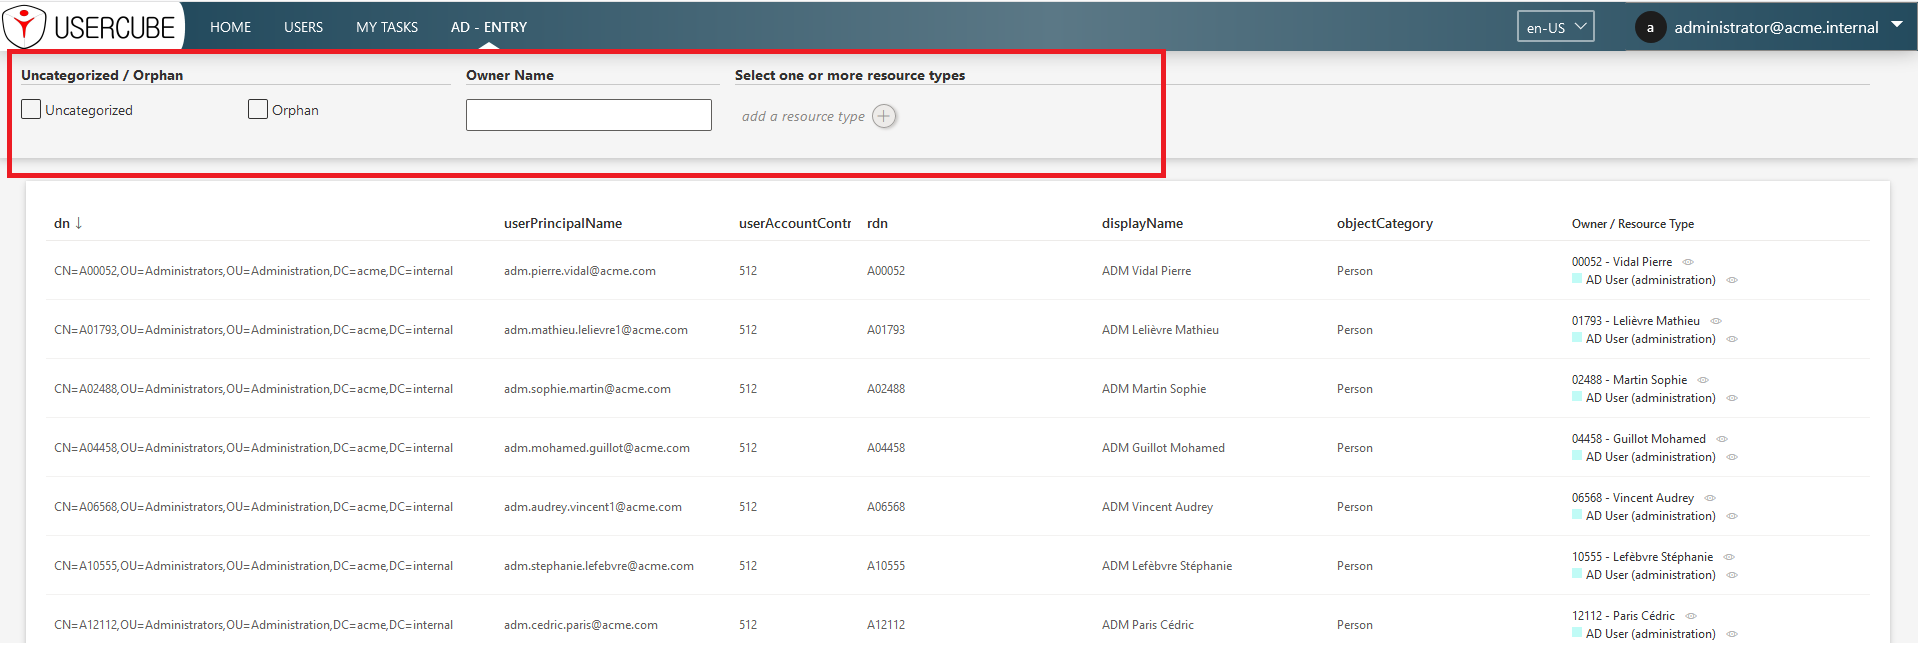 USERCUBE HOME USERS MY TASKS AD - ENTRY en-US a administrator@acme.internal
Uncategorized / Orphan Owner Name Select one or more resource types
Uncategorized Orphan add a resource type
dn ↓ userPrincipalName userAccountContr rdn displayName objectCategory Owner / Resource Type
CN=A00052,OU=Administrators,OU=Administration,DC=acme,DC=internal adm.pierre.vidal@acme.com 512 A00052 ADM Vidal Pierre Person 00052 - Vidal Pierre
AD User (administration)
CN=A01793,OU=Administrators,OU=Administration,DC=acme,DC=internal adm.mathieu.lelievre1@acme.com 512 A01793 ADM Lelièvre Mathieu Person 01793 - Lelièvre Mathieu
AD User (administration)
CN=A02488,OU=Administrators,OU=Administration,DC=acme,DC=internal adm.sophie.martin@acme.com 512 A02488 ADM Martin Sophie Person 02488 - Martin Sophie
AD User (administration)
CN=A04458,OU=Administrators,OU=Administration,DC=acme,DC=internal adm.mohamed.guillot@acme.com 512 A04458 ADM Guillot Mohamed Person 04458 - Guillot Mohamed
AD User (administration)
CN=A06568,OU=Administrators,OU=Administration,DC=acme,DC=internal adm.audrey.vincent1@acme.com 512 A06568 ADM Vincent Audrey Person 06568 - Vincent Audrey
AD User (administration)
CN=A10555,OU=Administrators,OU=Administration,DC=acme,DC=internal adm.stephanie.lefebvre@acme.com 512 A10555 ADM Lefèbvre Stéphanie Person 10555 - Lefèbvre Stéphanie
AD User (administration)
CN=A12112,OU=Administrators,OU=Administration,DC=acme,DC=internal adm.cedric.paris@acme.com 512 A12112 ADM Paris Cédric Person 12112 - Paris Cédric
AD User (administration)